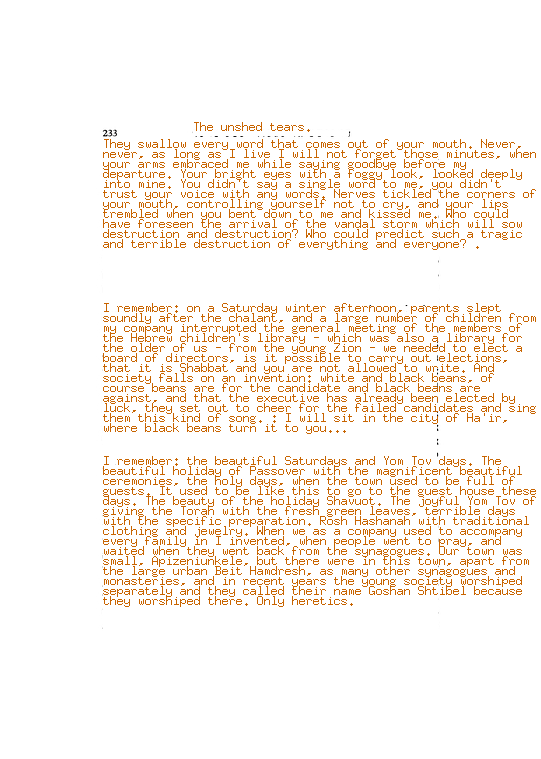 The unshed tears.
233
They swallow every word that comes out of your mouth. Never,
never, as long as I live I will not forget those minutes, when
your arms embraced me while saying goodbye before my
departure. Your bright eyes with a foggy look, looked deeply
into mine. You didn't say a single word to me, you didn't
trust your voice with any words. Nerves tickled the corners of
your mouth, controlling yourself not to cry, and your lips
trembled when you bent down to me and kissed me. Who could
have foreseen the arrival of the vandal storm which will sow
destruction and destruction? Who could predict such a tragic
and terrible destruction of everything and everyone? .
I remember: on a Saturday winter afternoon, parents slept
soundly after the chalant, and a large number of children from
my company interrupted the general meeting of the members of
the Hebrew children's library - which was also a library for
the older of us - from the young Zion - we needed to elect a
board of directors, is it possible to carry out elections,
that it is Shabbat and you are not allowed to write. And
society falls on an invention: white and black beans, of
course beans are for the candidate and black beans are
against, and that the executive has already been elected by
luck, they set out to cheer for the failed candidates and sing
them this kind of song. : I will sit in the city of Ha'ir,
where black beans turn it to you...
I remember: the beautiful Saturdays and Yom Tov days. The
beautiful holiday of Passover with the magnificent beautiful
ceremonies, the holy days, when the town used to be full of
guests. It used to be like this to go to the guest house these
days. The beauty of the holiday Shavuot. The joyful Yom Tov of
giving the Torah with the fresh green leaves, terrible days
with the specific preparation. Rosh Hashanah with traditional
clothing and jewelry. When we as a company used to accompany
every family in I invented, when people went to pray, and
waited when they went back from the synagogues. Our town was
small, Apizeniunkele, but there were in this town, apart from
the large urban Beit Hamdresh, as many other synagogues and
monasteries, and in recent years the young society worshiped
separately and they called their name Goshan Shtibel because
they worshiped there. Only heretics.